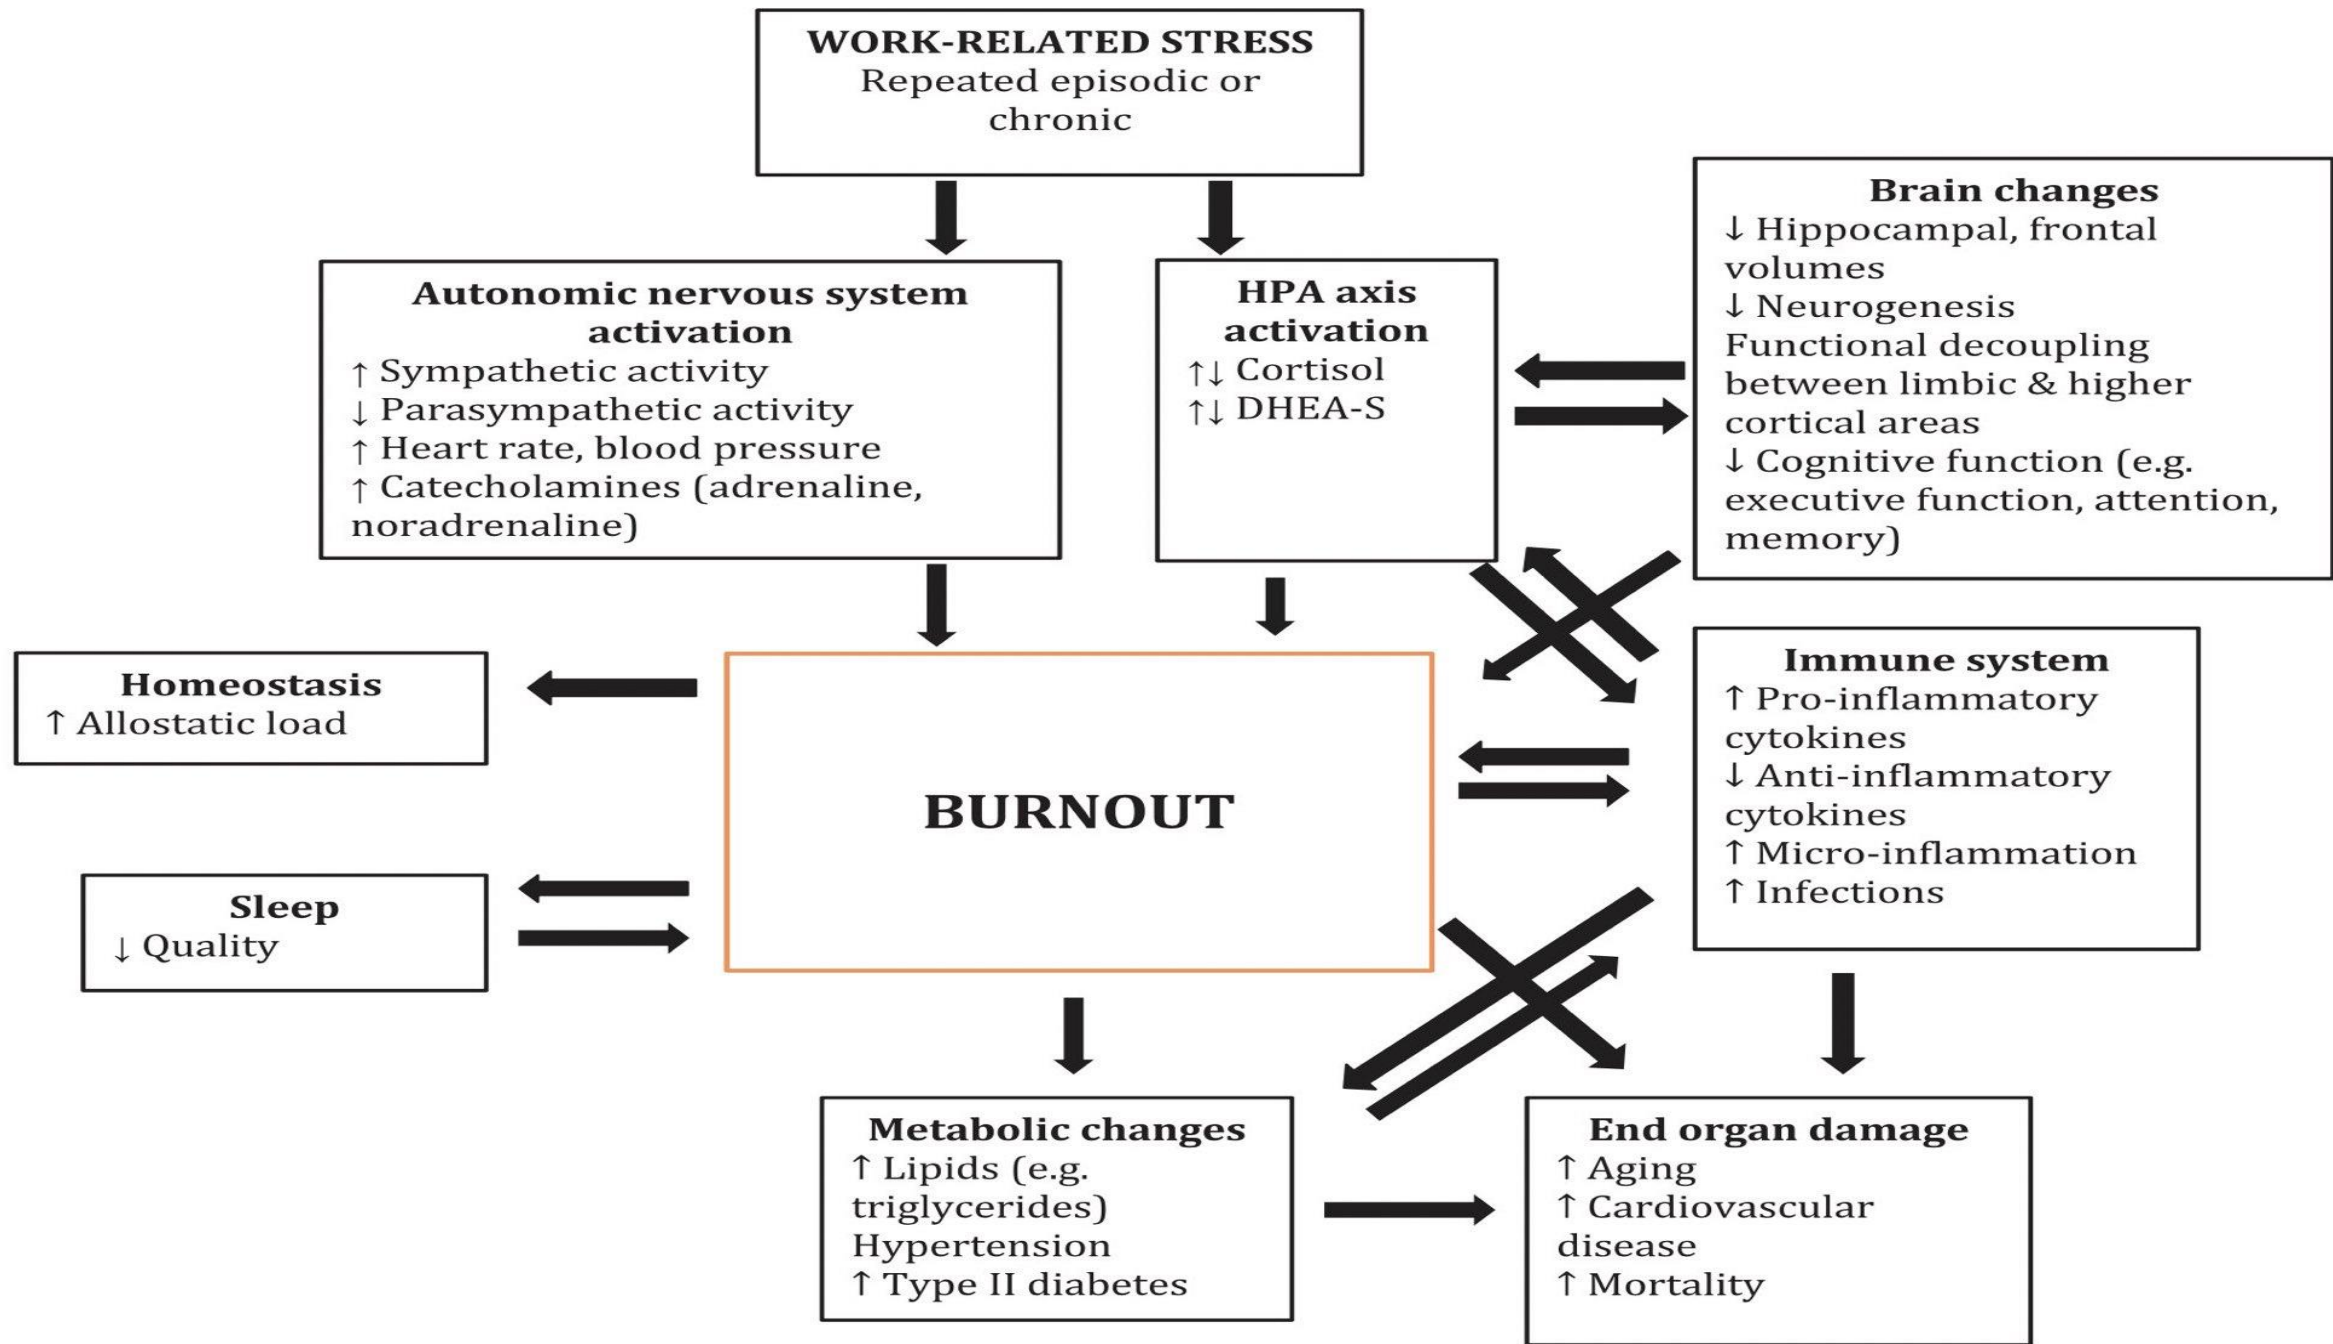 WORK-RELATED STRESS
Repeated episodic or
chronic
Autonomic nervous system
activation
↑ Sympathetic activity
↓ Parasympathetic activity
↑ Heart rate, blood pressure
↑ Catecholamines (adrenaline,
noradrenaline)
HPA axis
activation
↑↓ Cortisol
↑↓ DHEA-S
Brain changes
↓ Hippocampal, frontal
volumes
↓ Neurogenesis
Functional decoupling
between limbic & higher
cortical areas
↓ Cognitive function (e.g.
executive function, attention,
memory)
Homeostasis
↑ Allostatic load
BURNOUT
Immune system
↑ Pro-inflammatory
cytokines
↓ Anti-inflammatory
cytokines
↑ Micro-inflammation
↑ Infections
Sleep
↓ Quality
Metabolic changes
↑ Lipids (e.g.
triglycerides)
Hypertension
↑ Type II diabetes
End organ damage
↑ Aging
↑ Cardiovascular
disease
↑ Mortality